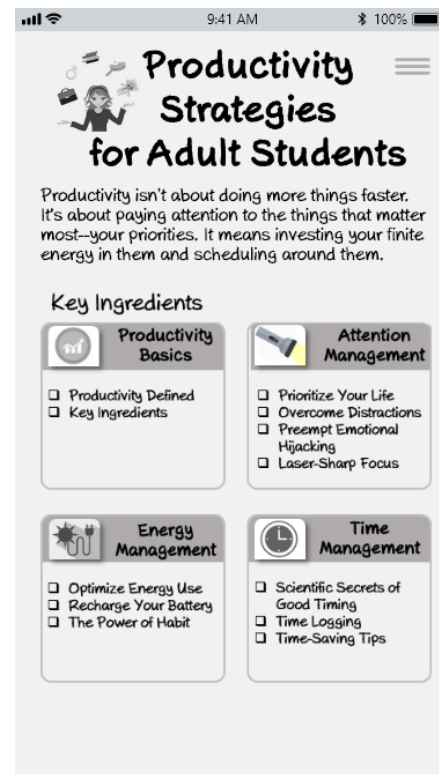 9:41 AM
100%
Productivity
Strategies
for Adult Students
Productivity isn't about doing more things faster.
It's about paying attention to the things that matter
most--your priorities. It means investing your finite
energy in them and scheduling around them.
Key Ingredients
Productivity
Basics
Productivity Defined
Key Ingredients
Attention
Management
Prioritize Your Life
Overcome Distractions
Preempt Emotional
Hijacking
Laser-Sharp Focus
Energy
Management
Optimize Energy Use
Recharge Your Battery
The Power of Habit
Time
Management
Scientific Secrets of
Good Timing
Time Logging
Time-Saving Tips